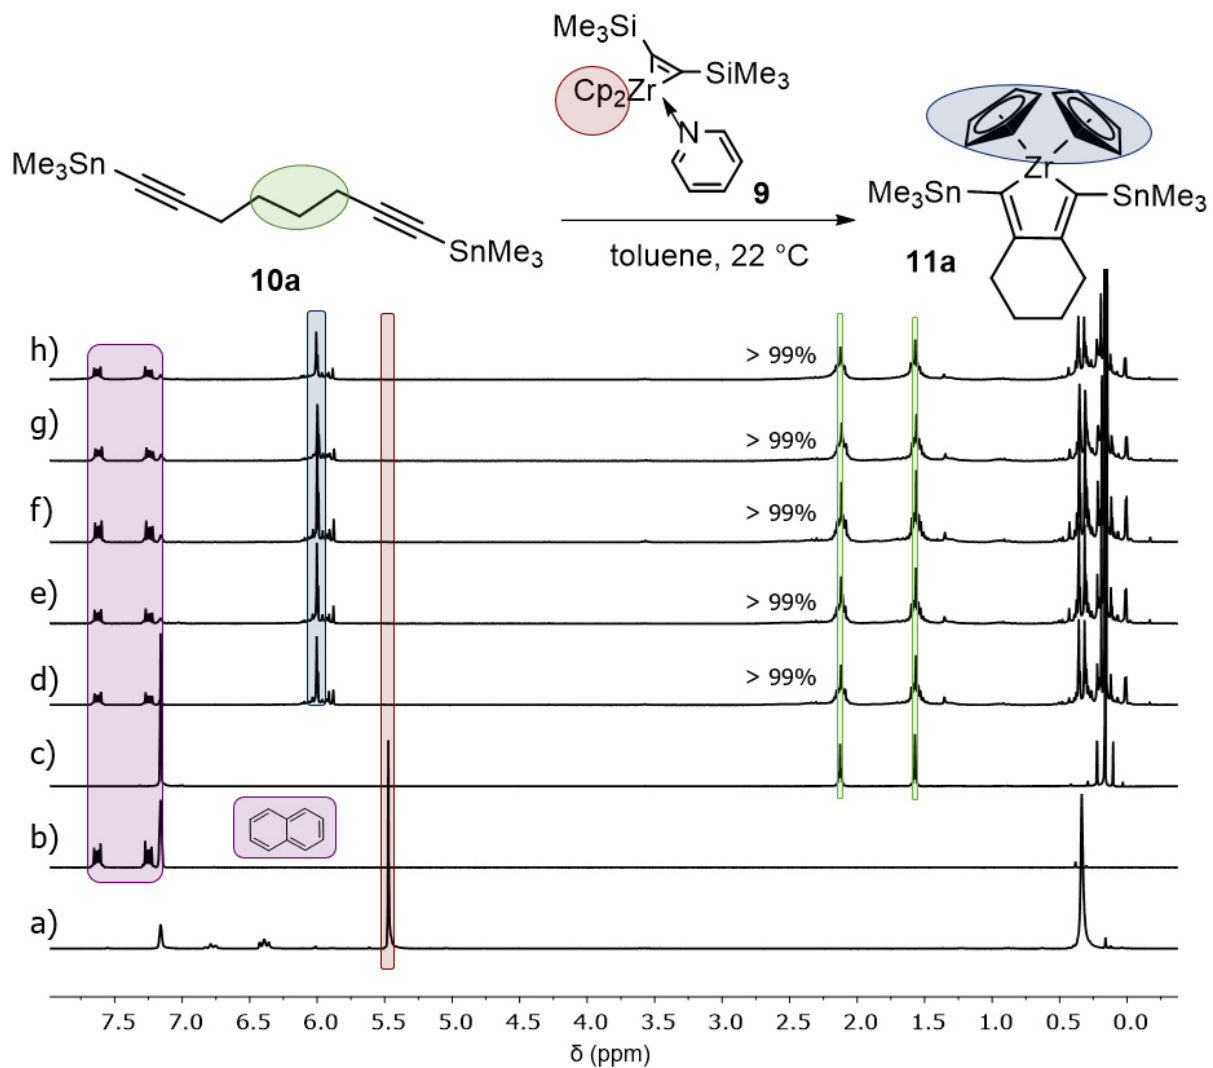 Me₃Si
SiMe₃
Cp₂Zr
N
9
Me₃Sn
SnMe₃
10a
toluene, 22 °C
Zr
Me₃Sn
SnMe₃
11a
h)
> 99%
g)
> 99%
f)
> 99%
e)
> 99%
d)
> 99%
c)
b)
a)
7.5 7.0 6.5 6.0 5.5 5.0 4.5 4.0 3.5 3.0 2.5 2.0 1.5 1.0 0.5 0.0
δ (ppm)